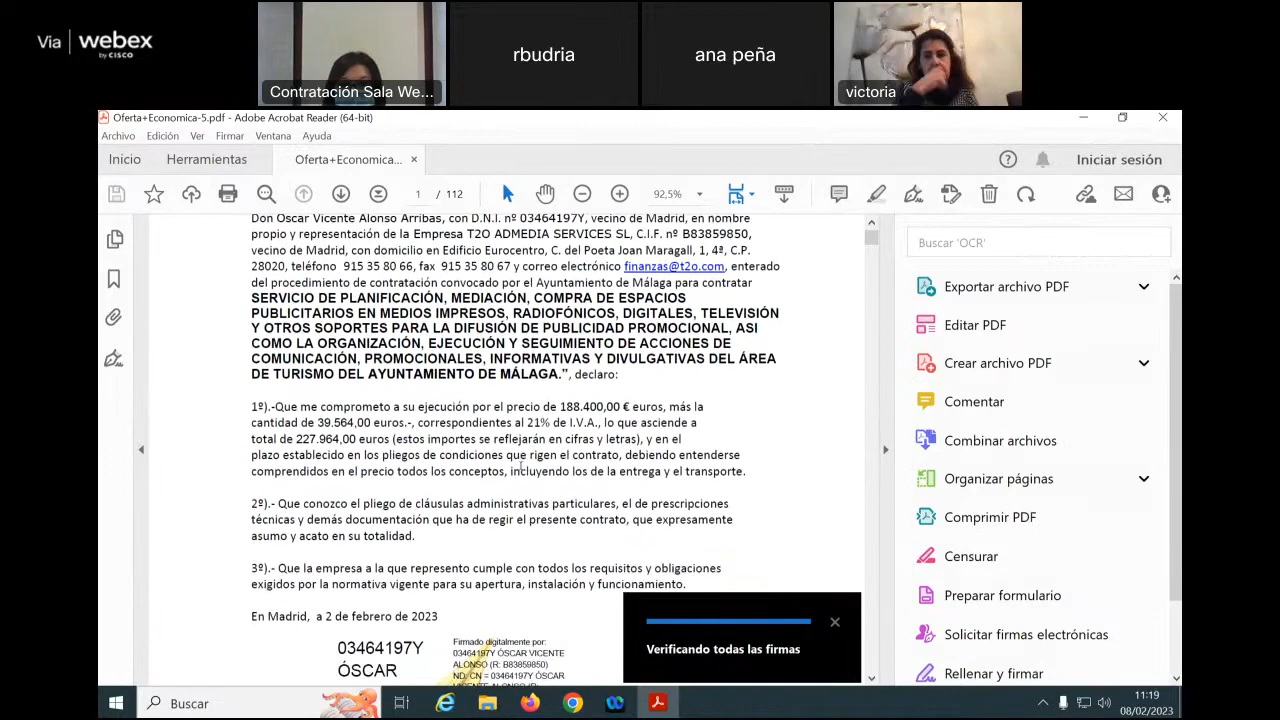 Via webex
by CISCO
Contratación Sala We...
rbudria
ana peña
victoria
Oferta+Economica-5.pdf - Adobe Acrobat Reader (64-bit)
Archivo Edición Ver Firmar Ventana Ayuda
Inicio Herramientas Oferta+Economica... × Iniciar sesión
1 / 112 92,5%
Don Oscar Vicente Alonso Arribas, con D.N.I. nº 03464197Y, vecino de Madrid, en nombre
propio y representación de la Empresa T2O ADMEDIA SERVICES SL, C.I.F. nº B83859850,
vecino de Madrid, con domicilio en Edificio Eurocentro, C. del Poeta Joan Maragall, 1, 4ª, C.P.
28020, teléfono 915 35 80 66, fax 915 35 80 67 y correo electrónico finanzas@t2o.com, enterado
del procedimiento de contratación convocado por el Ayuntamiento de Málaga para contratar
SERVICIO DE PLANIFICACIÓN, MEDIACIÓN, COMPRA DE ESPACIOS
PUBLICITARIOS EN MEDIOS IMPRESOS, RADIOFÓNICOS, DIGITALES, TELEVISIÓN
Y OTROS SOPORTES PARA LA DIFUSIÓN DE PUBLICIDAD PROMOCIONAL, ASI
COMO LA ORGANIZACIÓN, EJECUCIÓN Y SEGUIMIENTO DE ACCIONES DE
COMUNICACIÓN, PROMOCIONALES, INFORMATIVAS Y DIVULGATIVAS DEL ÁREA
DE TURISMO DEL AYUNTAMIENTO DE MÁLAGA.", declaro:
1º).-Que me comprometo a su ejecución por el precio de 188.400,00 € euros, más la
cantidad de 39.564,00 euros.-, correspondientes al 21% de I.V.A., lo que asciende a
total de 227.964,00 euros (estos importes se reflejarán en cifras y letras), y en el
plazo establecido en los pliegos de condiciones que rigen el contrato, debiendo entenderse
comprendidos en el precio todos los conceptos, incluyendo los de la entrega y el transporte.
2º).- Que conozco el pliego de cláusulas administrativas particulares, el de prescripciones
técnicas y demás documentación que ha de regir el presente contrato, que expresamente
asumo y acato en su totalidad.
3º).- Que la empresa a la que represento cumple con todos los requisitos y obligaciones
exigidos por la normativa vigente para su apertura, instalación y funcionamiento.
En Madrid, a 2 de febrero de 2023
03464197Y
ÓSCAR
Firmado digitalmente por:
03464197Y ÓSCAR VICENTE
ALONSO (R: B83859850)
ND: CN = 03464197Y ÓSCAR
Verificando todas las firmas
Buscar 'OCR'
Exportar archivo PDF
Editar PDF
Crear archivo PDF
Comentar
Combinar archivos
Organizar páginas
Comprimir PDF
Censurar
Preparar formulario
Solicitar firmas electrónicas
Rellenar y firmar
Buscar
11:19
08/02/2023